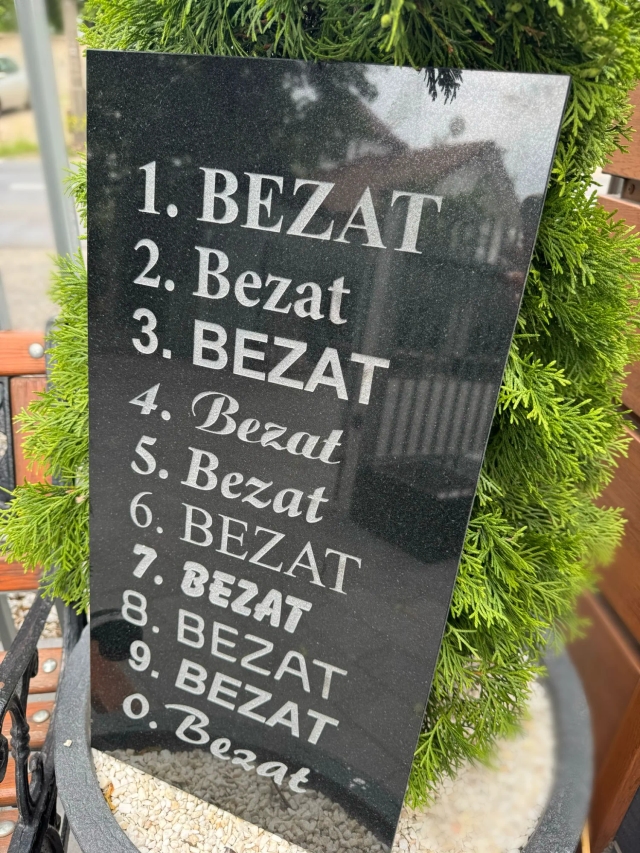 1. BEZAT
2. Bezat
3. BEZAT
4. Bezat
5. Bezat
6. BEZAT
7. BEZAT
8. BEZAT
9. BEZAT
0. Bezat